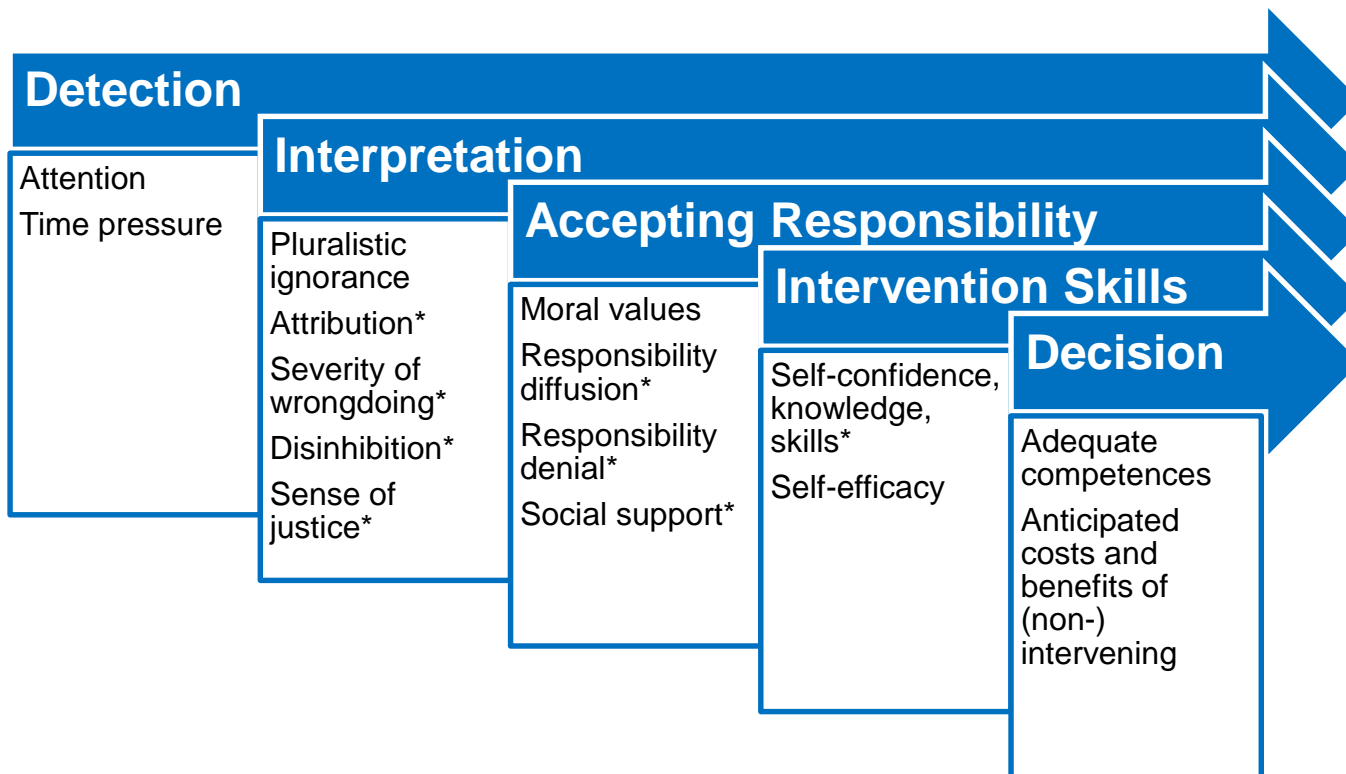 Detection
Attention
Time pressure
Interpretation
Pluralistic
ignorance
Attribution*
Severity of
wrongdoing*
Disinhibition*
Sense of
justice*
Accepting Responsibility
Moral values
Responsibility
diffusion*
Responsibility
denial*
Social support*
Intervention Skills
Self-confidence,
knowledge,
skills*
Self-efficacy
Decision
Adequate
competences
Anticipated
costs and
benefits of
(non-)
intervening